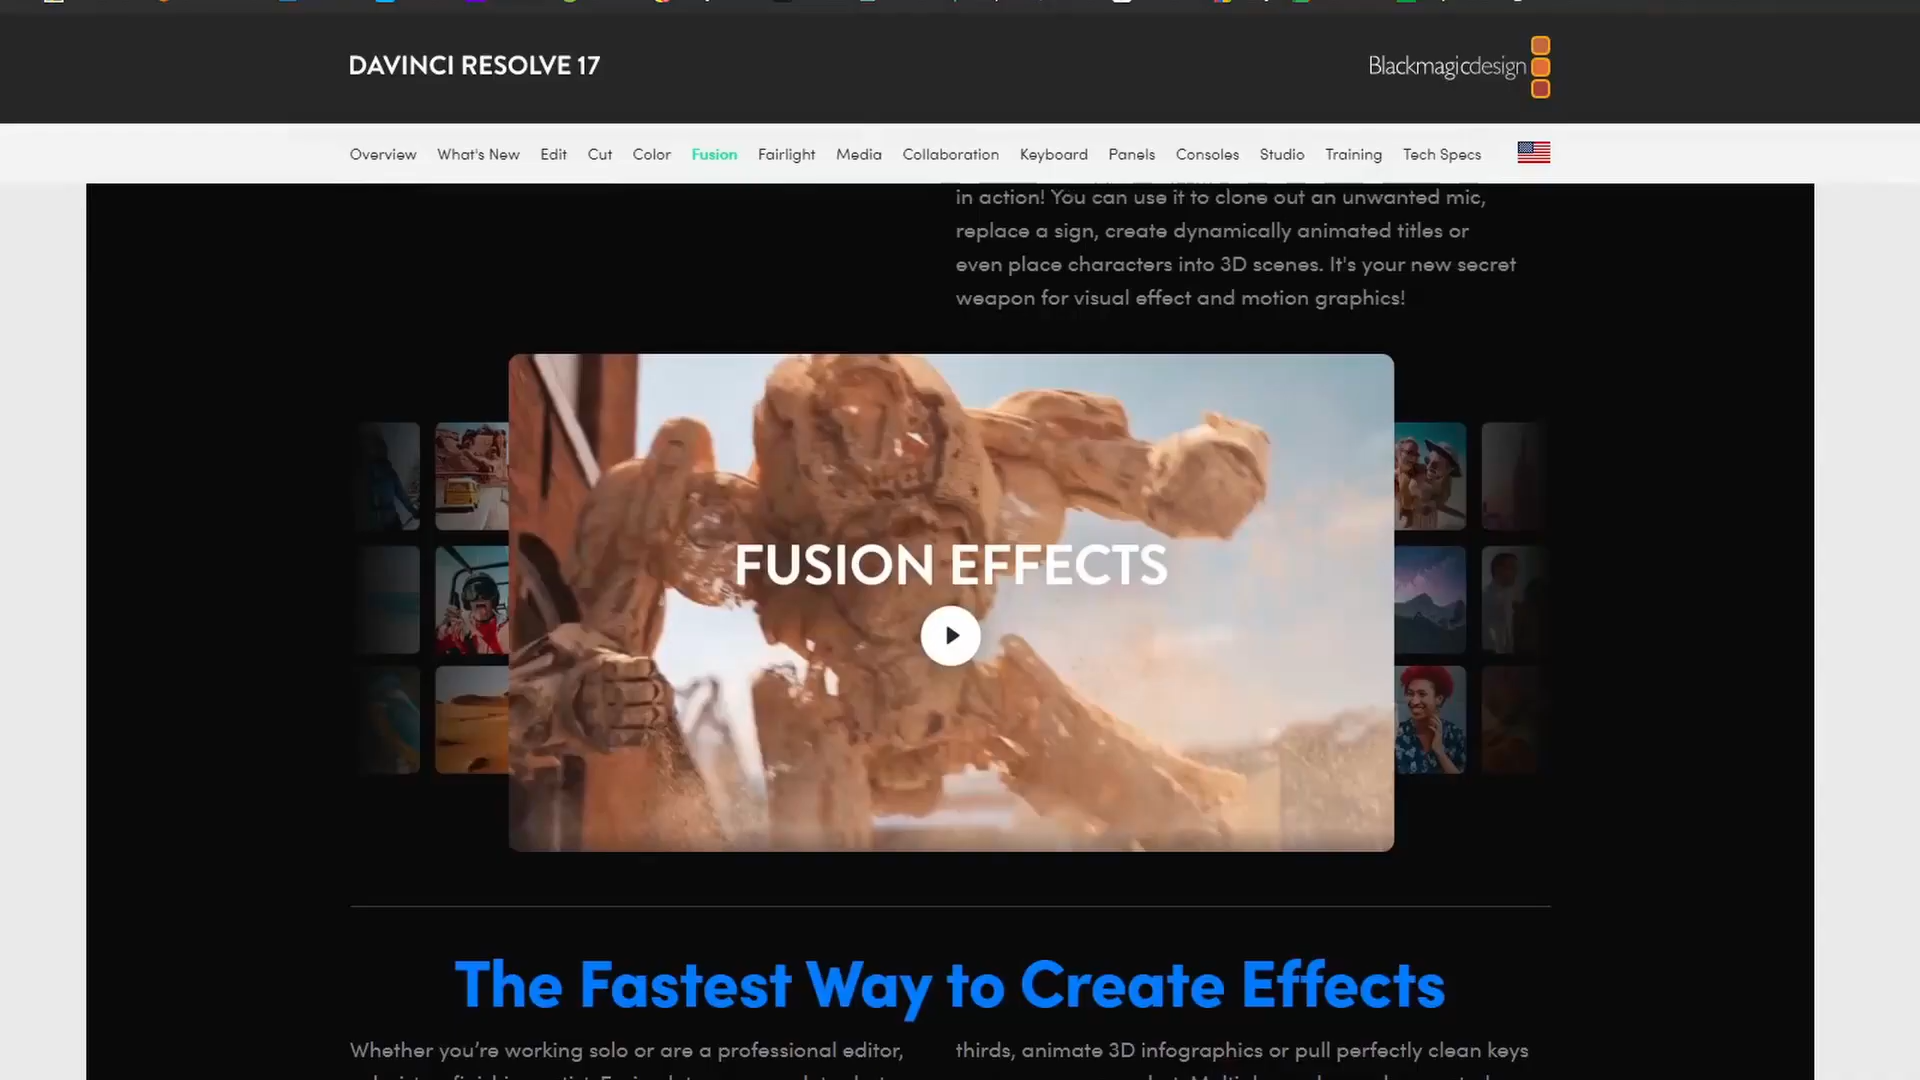 DAVINCI RESOLVE 17
Blackmagicdesign
Overview What's New Edit Cut Color Fusion Fairlight Media Collaboration Keyboard Panels Consoles Studio Training Tech Specs
in action! You can use it to clone out an unwanted mic,
replace a sign, create dynamically animated titles or
even place characters into 3D scenes. It's your new secret
weapon for visual effect and motion graphics!
FUSION EFFECTS
The Fastest Way to Create Effects
Whether you’re working solo or are a professional editor,
thirds, animate 3D infographics or pull perfectly clean keys